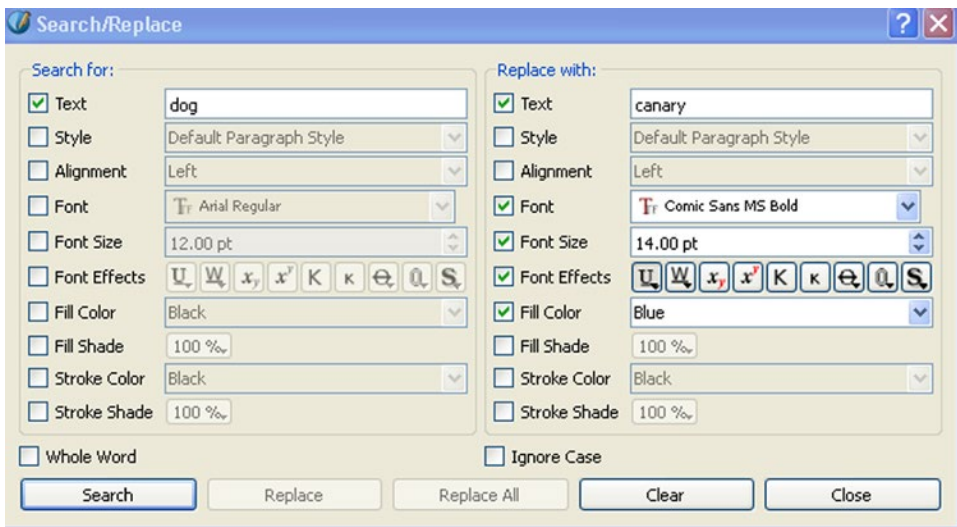 Search/Replace
Search for:
Text dog
Style Default Paragraph Style
Alignment Left
Font Arial Regular
Font Size 12.00 pt
Font Effects U W x y x y K K O O S
Fill Color Black
Fill Shade 100 %
Stroke Color Black
Stroke Shade 100 %
Whole Word
Replace with:
Text canary
Style Default Paragraph Style
Alignment Left
Font Comic Sans MS Bold
Font Size 14.00 pt
Font Effects U W x y x y K K O O S
Fill Color Blue
Fill Shade 100 %
Stroke Color Black
Stroke Shade 100 %
Ignore Case
Search Replace Replace All Clear Close